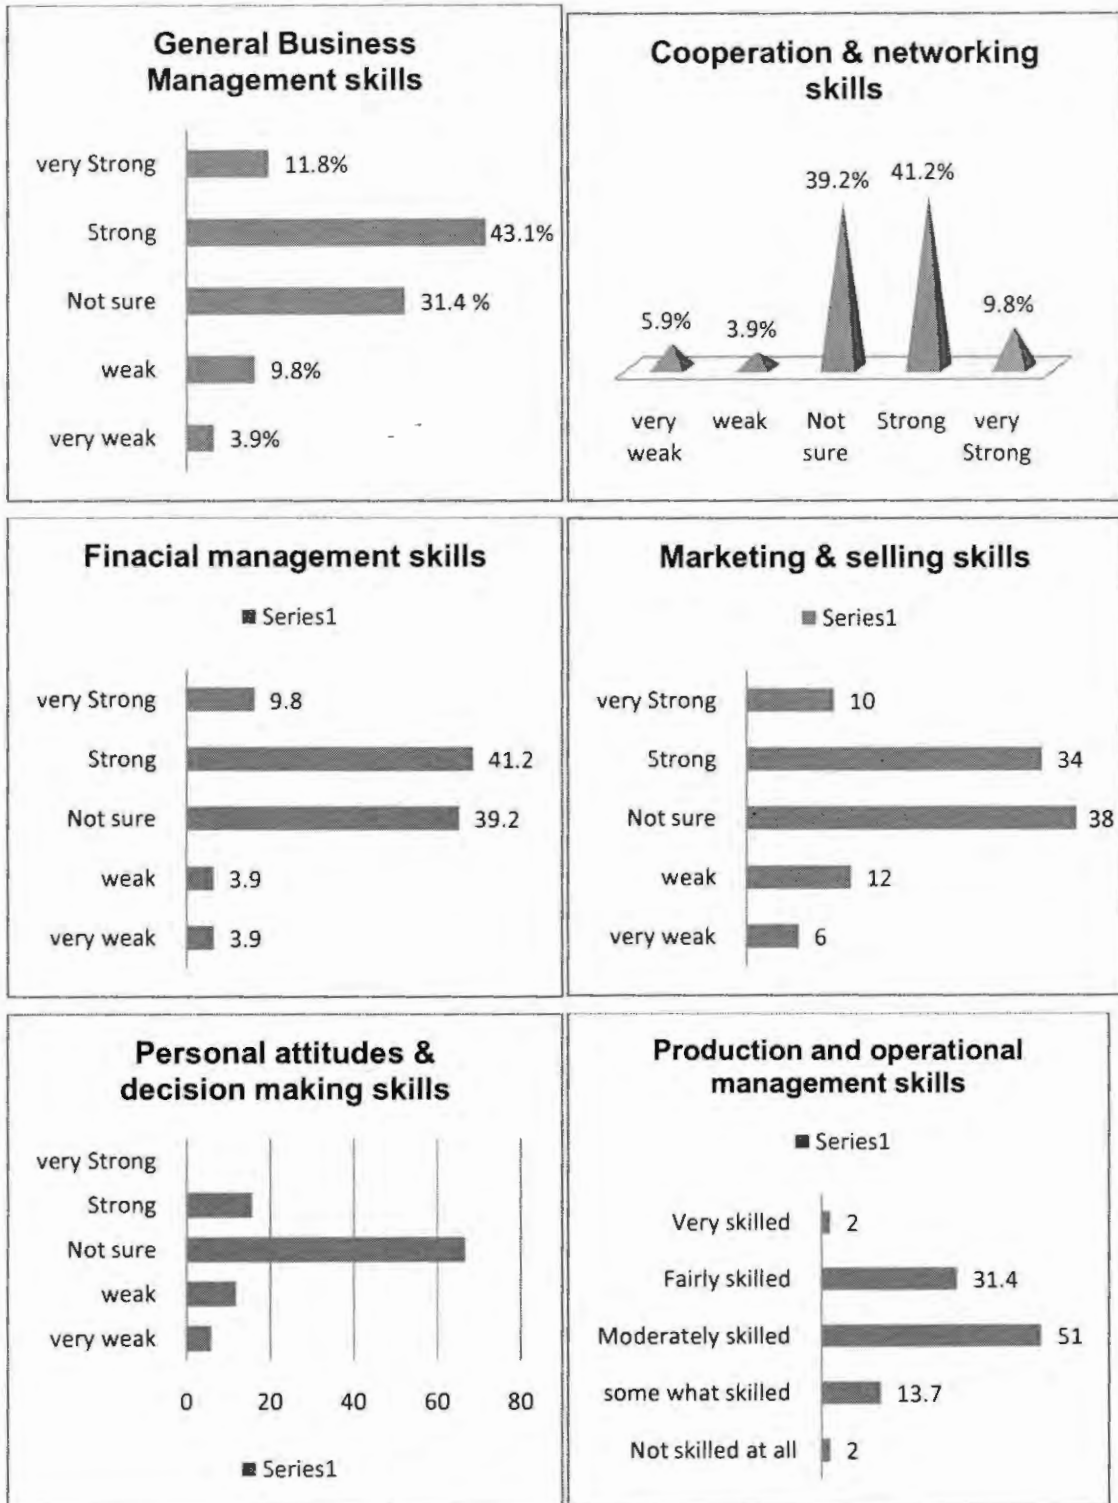 General Business
Management skills
very Strong 11.8%
Strong 43.1%
Not sure 31.4 %
weak 9.8%
very weak 3.9%
Cooperation & networking
skills
39.2% 41.2%
5.9% 3.9% 9.8%
very weak Not Strong very
weak sure Strong
Finacial management skills
Series1
very Strong 9.8
Strong 41.2
Not sure 39.2
weak 3.9
very weak 3.9
Marketing & selling skills
Series1
very Strong 10
Strong 34
Not sure 38
weak 12
very weak 6
Personal attitudes &
decision making skills
very Strong
Strong
Not sure
weak
very weak
0 20 40 60 80
Series1
Production and operational
management skills
Series1
Very skilled 2
Fairly skilled 31.4
Moderately skilled 51
some what skilled 13.7
Not skilled at all 2